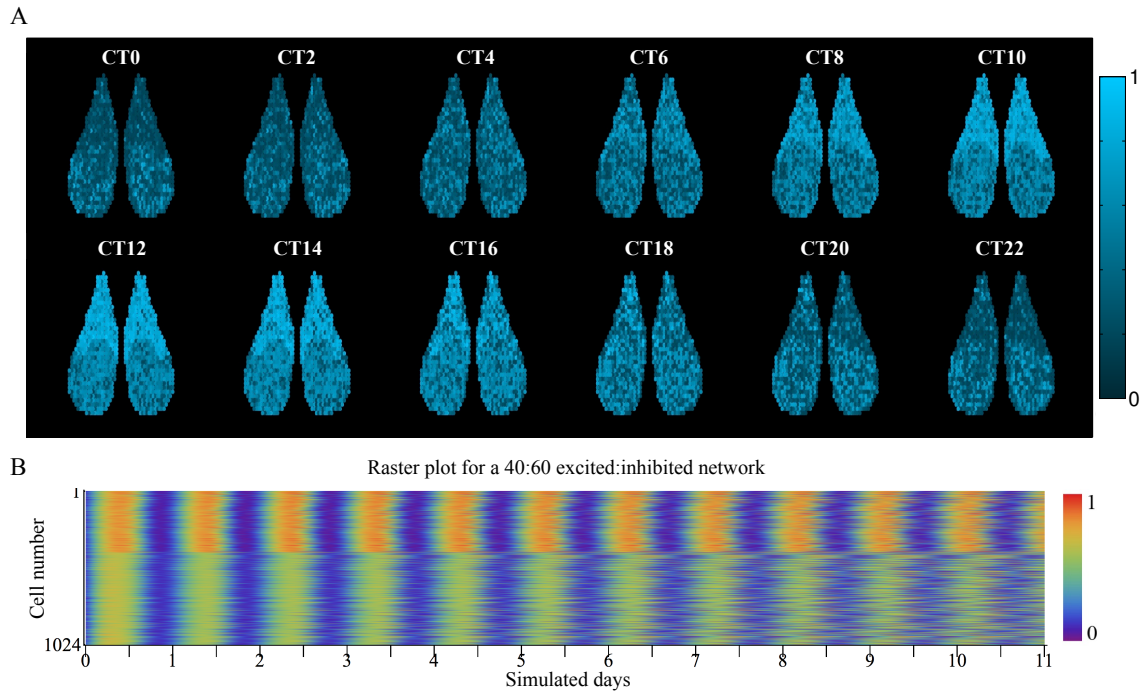 A
CT0 CT2 CT4 CT6 CT8 CT10
1
CT12 CT14 CT16 CT18 CT20 CT22
0
B
Raster plot for a 40:60 excited:inhibited network
1
Cell number
1024
1
0
0 1 2 3 4 5 6 7 8 9 10 11
Simulated days